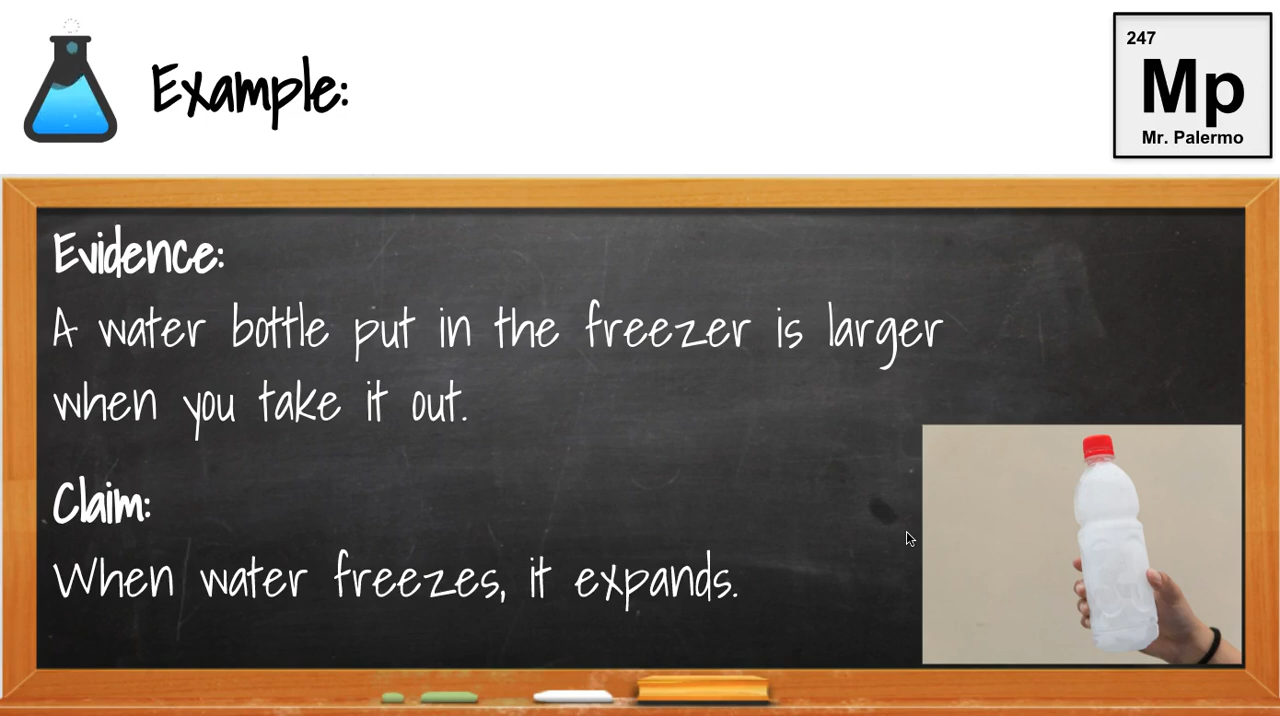 Example:
247
Mp
Mr. Palermo
Evidence:
A water bottle put in the freezer is larger
when you take it out.
Claim:
When water freezes, it expands.